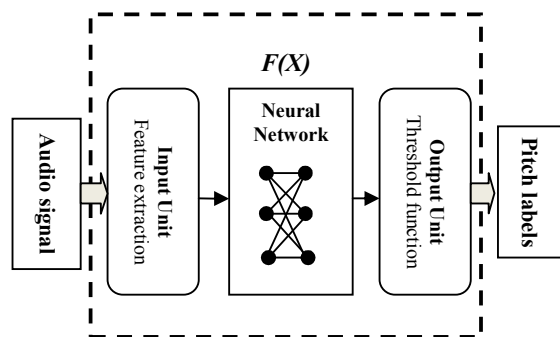 F(X)
Audio signal
Input Unit
Feature extraction
Neural
Network
Output Unit
Threshold function
Pitch labels